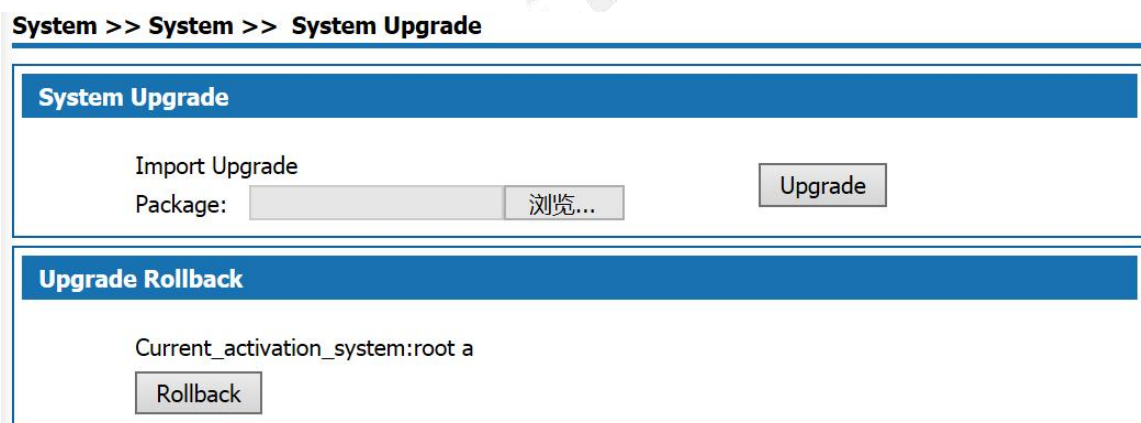 System >> System >> System Upgrade
System Upgrade
Import Upgrade
Package:
浏览...
Upgrade
Upgrade Rollback
Current_activation_system:root a
Rollback